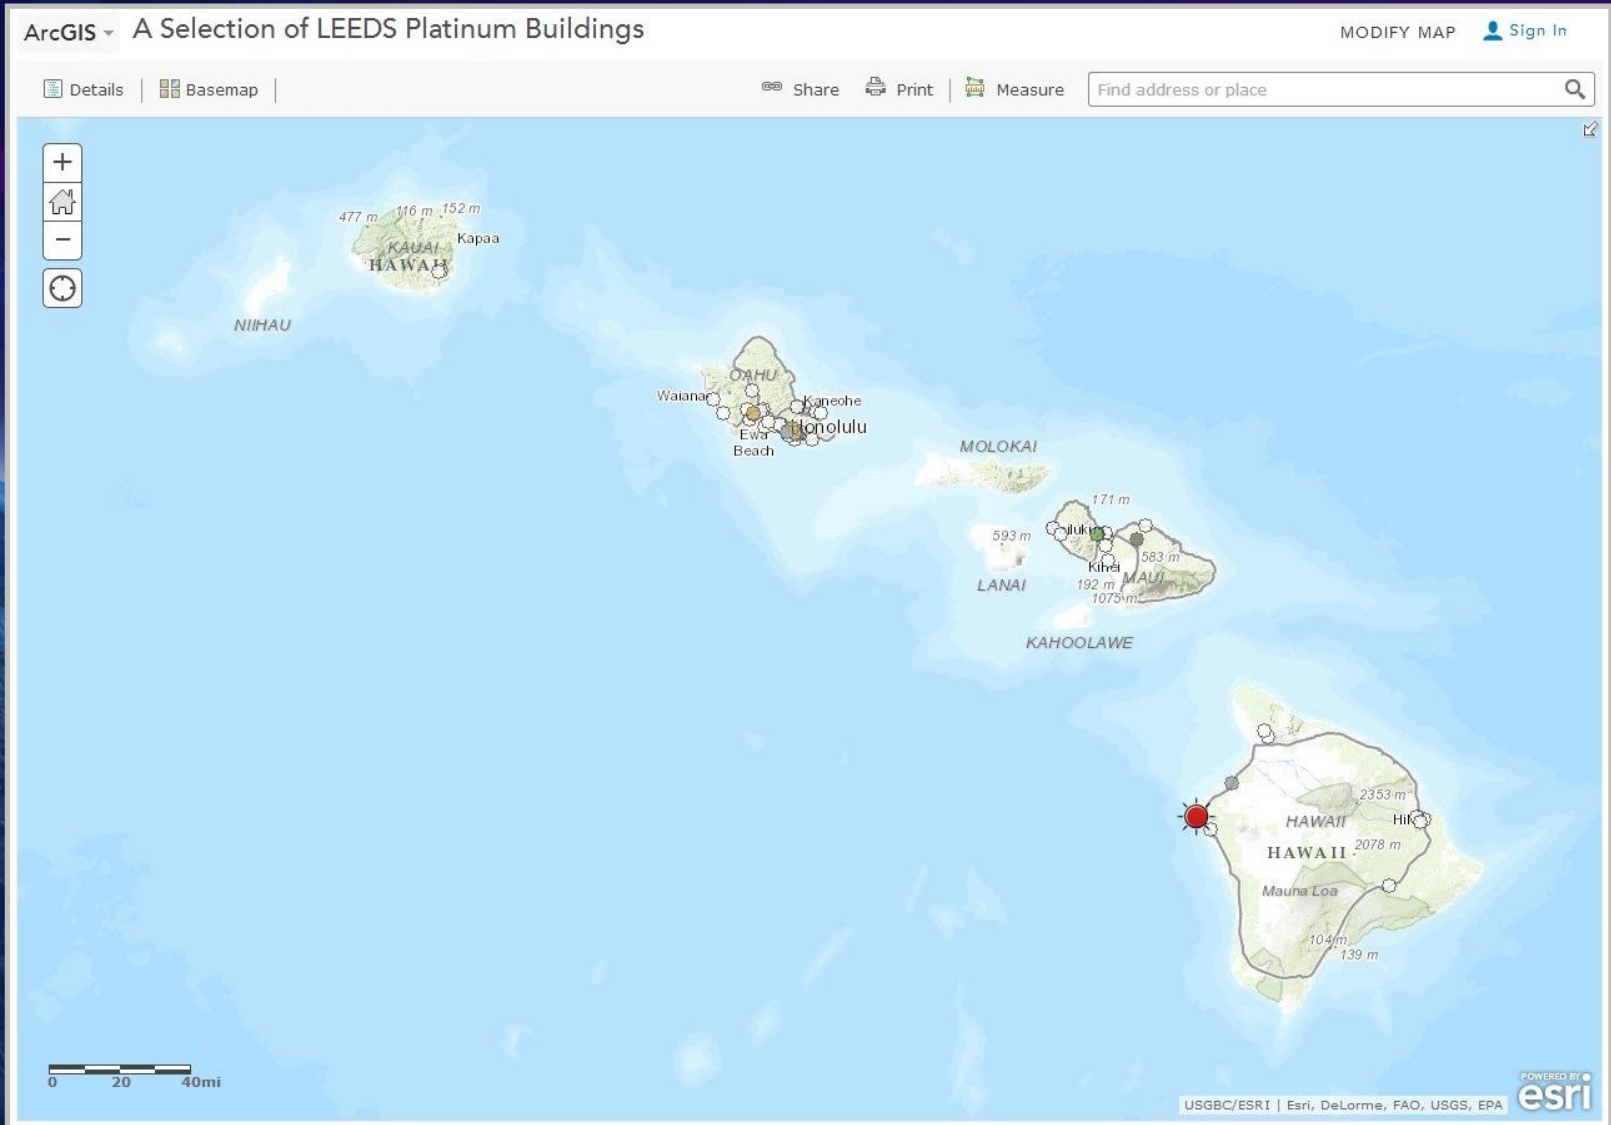 ArcGIS A Selection of LEEDS Platinum Buildings
MODIFY MAP Sign In
Details Basemap Share Print Measure Find address or place
477 m 116 m 152 m
Kapaa
KAUAI
HAWAII
NIIHAU
OAHU
Kaneohe
Honolulu
Ewa
Beach
MOLOKAI
171 m
593 m
583 m
Kihei
LANAI
192 m MAUI
1075 m
KAHOOLAWE
2353 m
HAWAII
HAWAII 2078 m
Mauna Loa
104 m
139 m
0 20 40mi
POWERED BY
esri
USGBC/ESRI | Esri, DeLorme, FAO, USGS, EPA